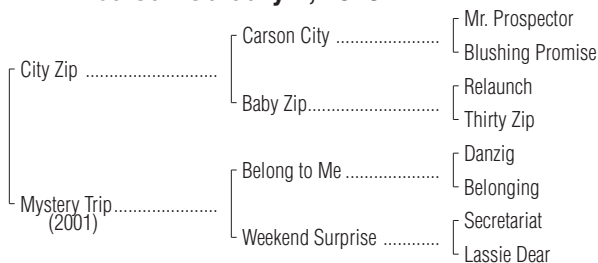 Mr. Prospector
Carson City ....................
Blushing Promise
City Zip .........................
Relaunch
Baby Zip.........................
Thirty Zip
Danzig
Belong to Me ..................
Belonging
Mystery Trip....................
(2001)
Secretariat
Weekend Surprise ............
Lassie Dear